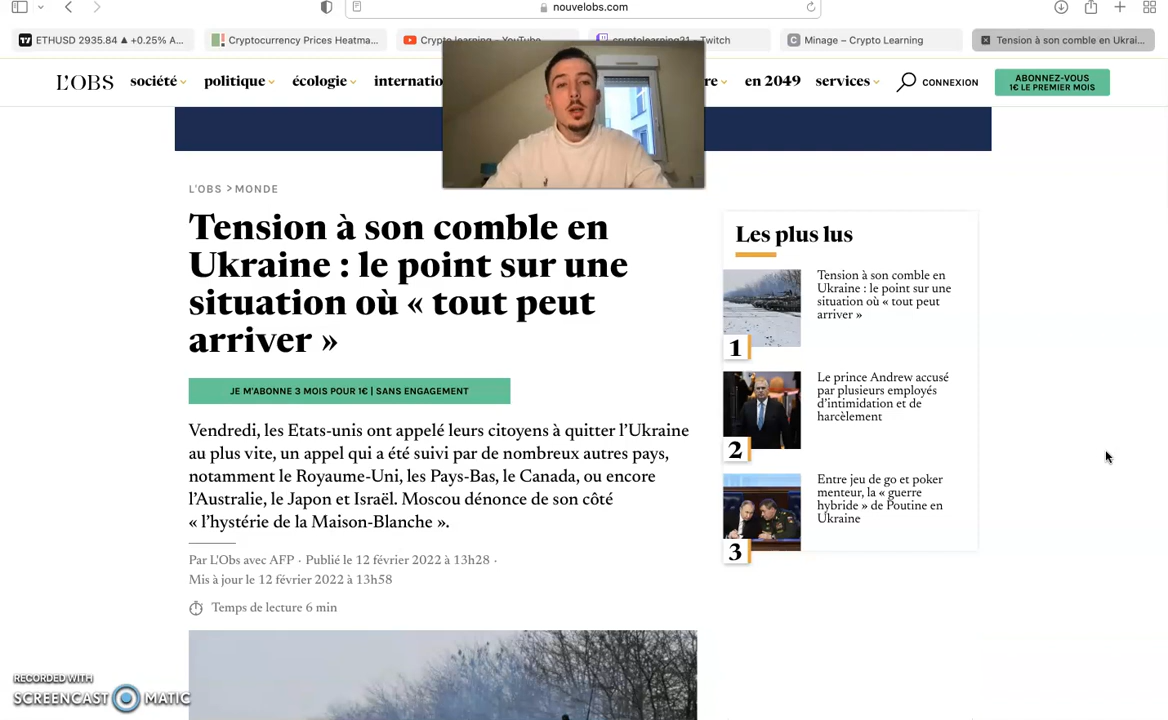 nouvelobs.com
ETHUSD 2935.84 ▲ +0.25% A...
Cryptocurrency Prices Heatma...
Crypto learning - YouTube
cryptolearning21 - Twitch
Minage – Crypto Learning
Tension à son comble en Ukrai...
L'OBS
société
politique
écologie
internatio
re
en 2049
services
CONNEXION
ABONNEZ-VOUS
1€ LE PREMIER MOIS
L'OBS > MONDE
Tension à son comble en
Ukraine : le point sur une
situation où « tout peut
arriver »
JE M'ABONNE 3 MOIS POUR 1€ | SANS ENGAGEMENT
Vendredi, les Etats-unis ont appelé leurs citoyens à quitter l'Ukraine
au plus vite, un appel qui a été suivi par de nombreux autres pays,
notamment le Royaume-Uni, les Pays-Bas, le Canada, ou encore
l'Australie, le Japon et Israël. Moscou dénonce de son côté
« l'hystérie de la Maison-Blanche ».
Par L'Obs avec AFP · Publié le 12 février 2022 à 13h28 ·
Mis à jour le 12 février 2022 à 13h58
Temps de lecture 6 min
Les plus lus
Tension à son comble en
Ukraine : le point sur une
situation où « tout peut
arriver »
1
Le prince Andrew accusé
par plusieurs employés
d'intimidation et de
harcèlement
2
Entre jeu de go et poker
menteur, la « guerre
hybride » de Poutine en
Ukraine
3
RECORDED WITH
SCREENCAST MATIC